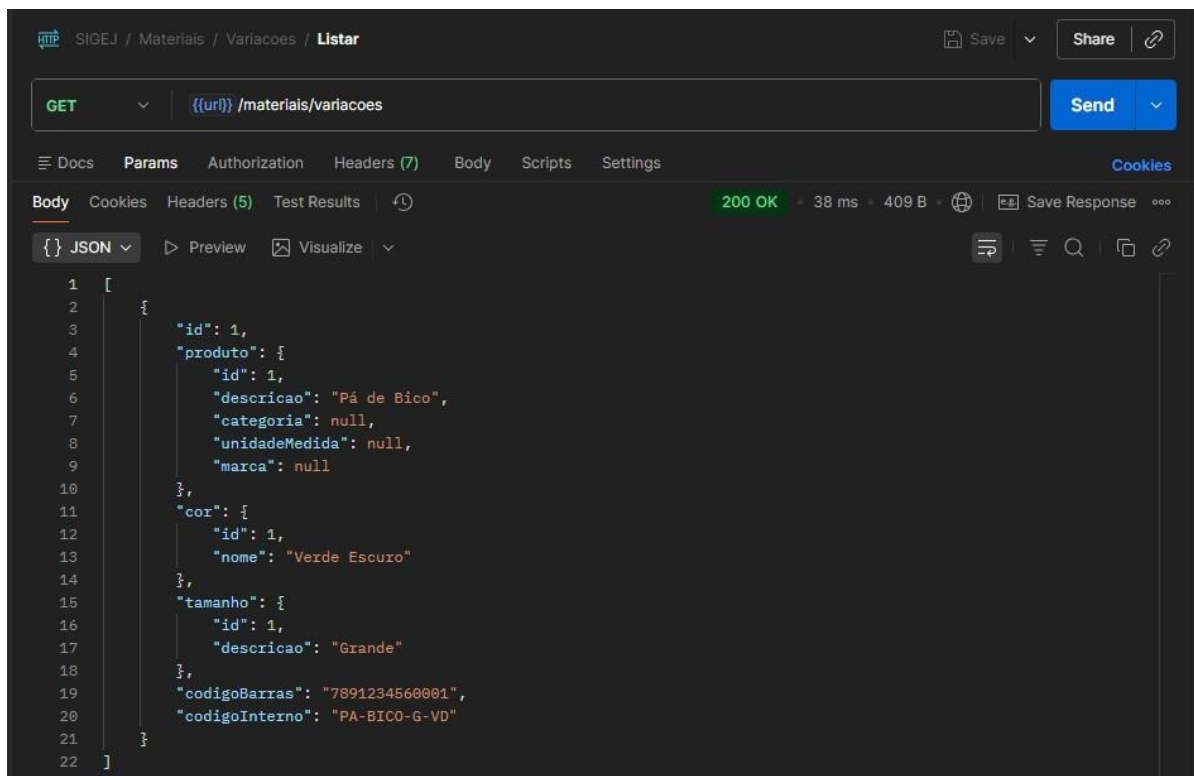 HTTP SIGEJ / Materiais / Variacoes / Listar Save Share
GET {{url}} /materiais/variacoes Send
Docs Params Authorization Headers (7) Body Scripts Settings Cookies
Body Cookies Headers (5) Test Results 200 OK 38 ms 409 B e.g. Save Response
{} JSON Preview Visualize
1 [
2 {
3 "id": 1,
4 "produto": {
5 "id": 1,
6 "descricao": "Pá de Bico",
7 "categoria": null,
8 "unidadeMedida": null,
9 "marca": null
10 },
11 "cor": {
12 "id": 1,
13 "nome": "Verde Escuro"
14 },
15 "tamanho": {
16 "id": 1,
17 "descricao": "Grande"
18 },
19 "codigoBarras": "7891234560001",
20 "codigoInterno": "PA-BICO-G-VD"
21 }
22 ]